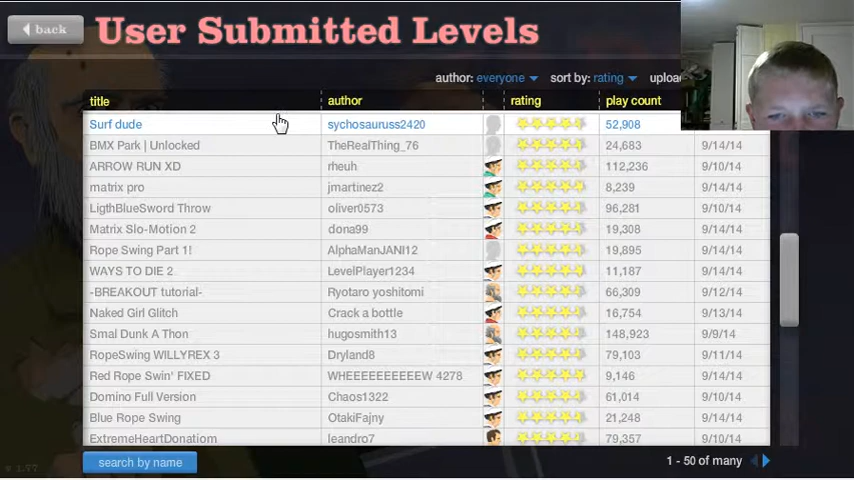 back
User Submitted Levels
author: everyone sort by: rating uploa
title author rating play count
Surf dude sychosauruss2420 52,908
BMX Park | Unlocked TheRealThing_76 24,683 9/14/14
ARROW RUN XD rheuh 112,236 9/10/14
matrix pro jmartinez2 8,239 9/14/14
LigthBlueSword Throw oliver0573 96,281 9/10/14
Matrix Slo-Motion 2 dona99 19,308 9/14/14
Rope Swing Part 1! AlphaManJANI12 19,895 9/14/14
WAYS TO DIE 2 LevelPlayer1234 11,187 9/14/14
-BREAKOUT tutorial- Ryotaro yoshitomi 66,309 9/12/14
Naked Girl Glitch Crack a bottle 16,754 9/13/14
Smal Dunk A Thon hugosmith13 148,923 9/9/14
RopeSwing WILLYREX 3 Dryland8 79,103 9/11/14
Red Rope Swin' FIXED WHEEEEEEEEEW 4278 9,146 9/14/14
Domino Full Version Chaos1322 61,014 9/14/14
Blue Rope Swing OtakiFajny 21,248 9/14/14
ExtremeHeartDonatiom leandro7 79,357 9/10/14
search by name 1 - 50 of many